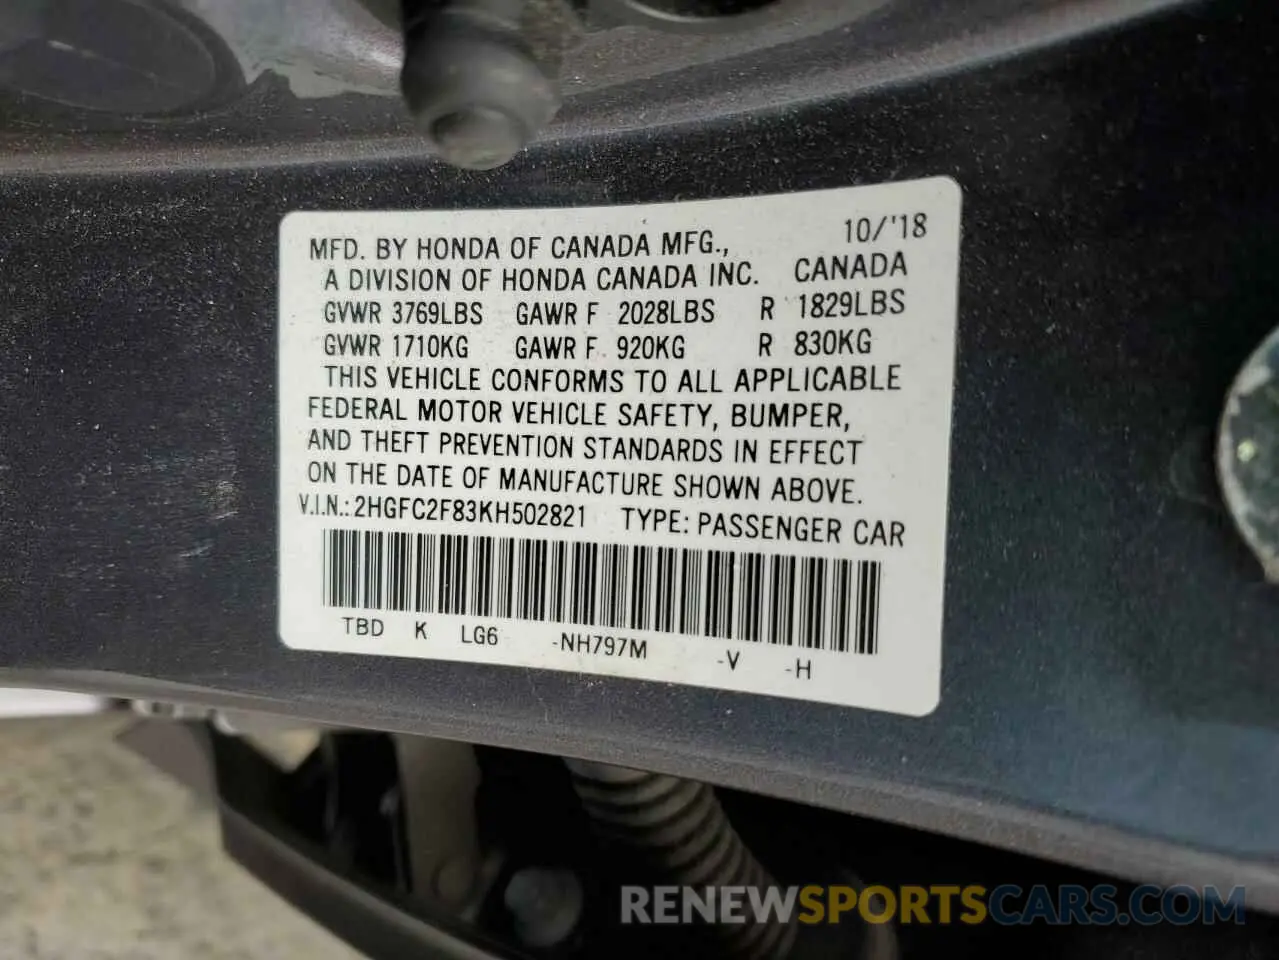 MFD. BY HONDA OF CANADA MFG., 10/'18
A DIVISION OF HONDA CANADA INC. CANADA
GVWR 3769LBS GAWR F 2028LBS R 1829LBS
GVWR 1710KG GAWR F 920KG R 830KG
THIS VEHICLE CONFORMS TO ALL APPLICABLE
FEDERAL MOTOR VEHICLE SAFETY, BUMPER,
AND THEFT PREVENTION STANDARDS IN EFFECT
ON THE DATE OF MANUFACTURE SHOWN ABOVE.
V.I.N.: 2HGFC2F83KH502821 TYPE: PASSENGER CAR
TBD K LG6 -NH797M -V -H
RENEWSPORTSCARS.COM